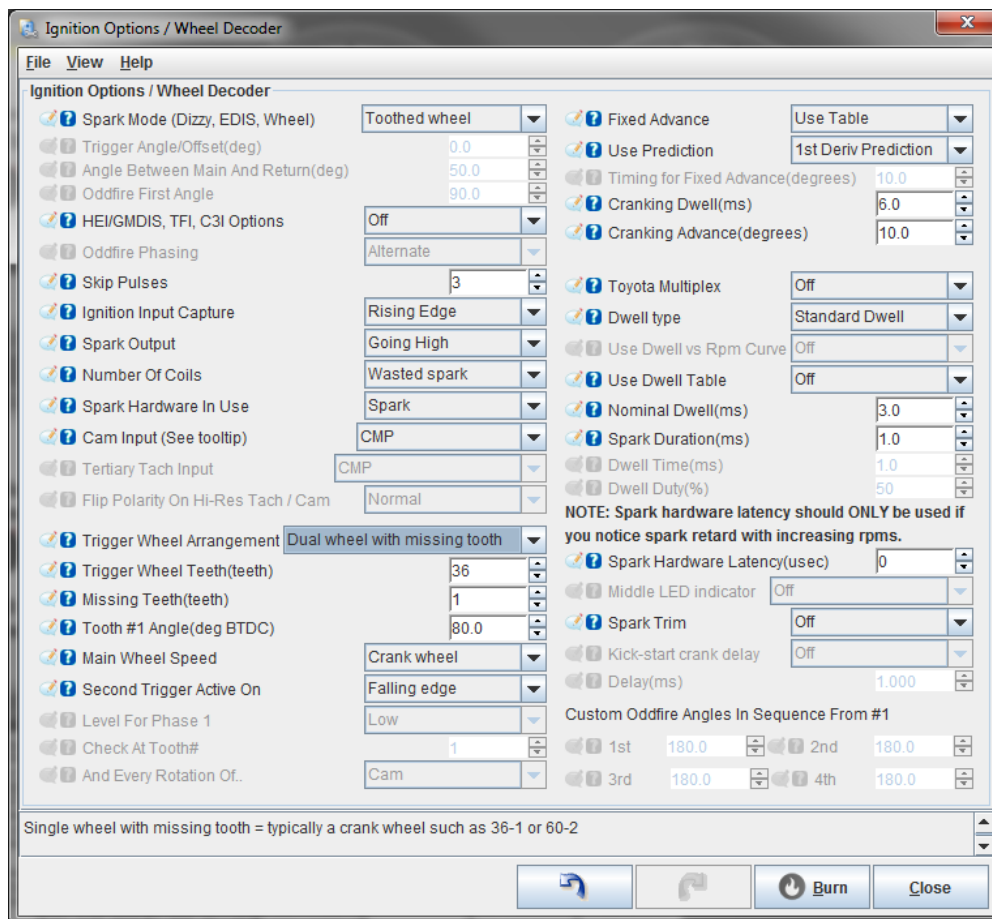 Ignition Options / Wheel Decoder
File View Help
Ignition Options / Wheel Decoder
Spark Mode (Dizzy, EDIS, Wheel) Toothed wheel
Trigger Angle/Offset(deg) 0.0
Angle Between Main And Return(deg) 50.0
Oddfire First Angle 90.0
HEI/GMDIS, TFI, C3I Options Off
Oddfire Phasing Alternate
Skip Pulses 3
Ignition Input Capture Rising Edge
Spark Output Going High
Number Of Coils Wasted spark
Spark Hardware In Use Spark
Cam Input (See tooltip) CMP
Tertiary Tach Input CMP
Flip Polarity On Hi-Res Tach / Cam Normal
Trigger Wheel Arrangement Dual wheel with missing tooth
Trigger Wheel Teeth(teeth) 36
Missing Teeth(teeth) 1
Tooth #1 Angle(deg BTDC) 80.0
Main Wheel Speed Crank wheel
Second Trigger Active On Falling edge
Level For Phase 1 Low
Check At Tooth# 1
And Every Rotation Of.. Cam
Fixed Advance Use Table
Use Prediction 1st Deriv Prediction
Timing for Fixed Advance(degrees) 10.0
Cranking Dwell(ms) 6.0
Cranking Advance(degrees) 10.0
Toyota Multiplex Off
Dwell type Standard Dwell
Use Dwell vs Rpm Curve Off
Use Dwell Table Off
Nominal Dwell(ms) 3.0
Spark Duration(ms) 1.0
Dwell Time(ms) 1.0
Dwell Duty(%) 50
NOTE: Spark hardware latency should ONLY be used if
you notice spark retard with increasing rpms.
Spark Hardware Latency(usec) 0
Middle LED indicator Off
Spark Trim Off
Kick-start crank delay Off
Delay(ms) 1.000
Custom Oddfire Angles In Sequence From #1
1st 180.0 2nd 180.0
3rd 180.0 4th 180.0
Single wheel with missing tooth = typically a crank wheel such as 36-1 or 60-2
Burn Close